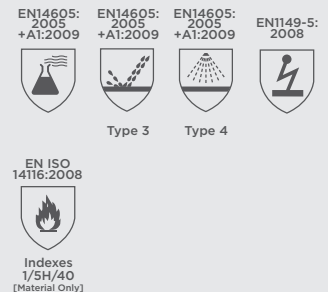 EN14605:
2005
+A1:2009
EN14605:
2005
+A1:2009
Type 3
EN14605:
2005
+A1:2009
Type 4
EN1149-5:
2008
EN ISO
14116:2008
Indexes
1/5H/40
[Material Only]